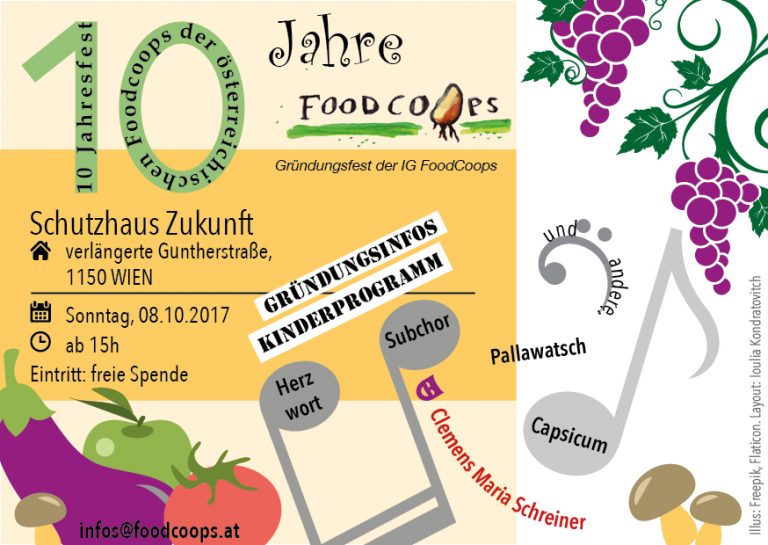 10 Jahresfest
Foodcoops der österreichischen
Jahre
FOODCOOPS
Gründungsfest der IG FoodCoops
Schutzhaus Zukunft
verlängerte Guntherstraße,
1150 WIEN
Sonntag, 08.10.2017
ab 15h
Eintritt: freie Spende
GRÜNDUNGSINFOS
KINDERPROGRAMM
Herz
wort
Subchor
Clemens Maria Schreiner
Pallawatsch
Capsicum
und
andere..
infos@foodcoops.at
Illus: Freepik, Flaticon. Layout: Ioulia Kondratovitch